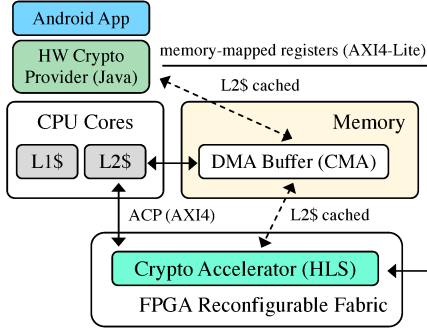 Android App
HW Crypto
Provider (Java)
memory-mapped registers (AXI4-Lite)
L2$ cached
CPU Cores
Memory
L1$
L2$
DMA Buffer (CMA)
ACP (AXI4)
L2$ cached
Crypto Accelerator (HLS)
FPGA Reconfigurable Fabric